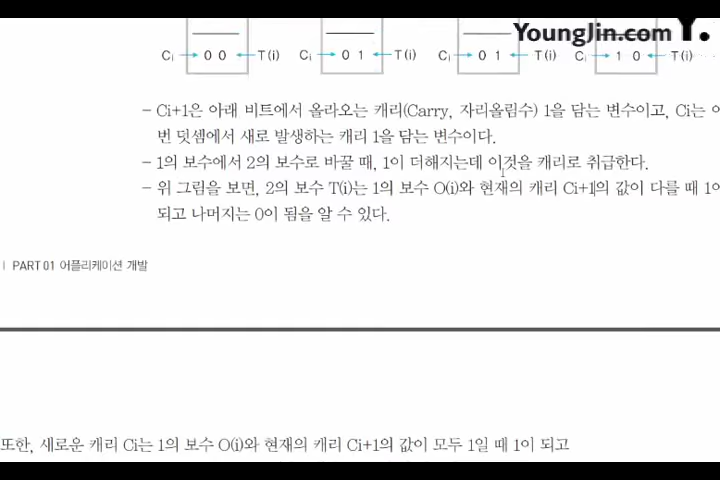 YoungJin.com Y.
Ci → 0 0 ← T(i) Ci → 0 1 ← T(i) Ci → 0 1 ← T(i) Ci → 1 0 ← T(i)
- Ci+1은 아래 비트에서 올라오는 캐리(Carry, 자리올림수) 1을 담는 변수이고, Ci는 이
번 덧셈에서 새로 발생하는 캐리 1을 담는 변수이다.
- 1의 보수에서 2의 보수로 바꿀 때, 1이 더해지는데 이것을 캐리로 취급한다.
- 위 그림을 보면, 2의 보수 T(i)는 1의 보수 O(i)와 현재의 캐리 Ci+1의 값이 다를 때 1이
되고 나머지는 0이 됨을 알 수 있다.
| PART 01 어플리케이션 개발
또한, 새로운 캐리 Ci는 1의 보수 O(i)와 현재의 캐리 Ci+1의 값이 모두 1일 때 1이 되고